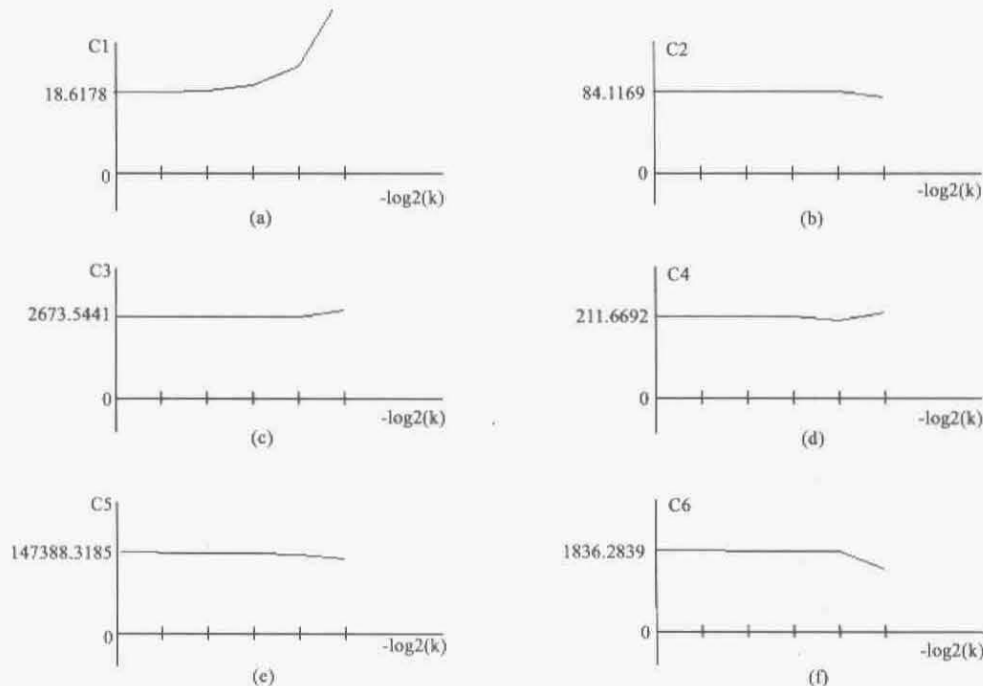 C1
18.6178
0
-log2(k)
(a)
C2
84.1169
0
-log2(k)
(b)
C3
2673.5441
0
-log2(k)
(c)
C4
211.6692
0
-log2(k)
(d)
C5
147388.3185
0
-log2(k)
(e)
C6
1836.2839
0
-log2(k)
(f)